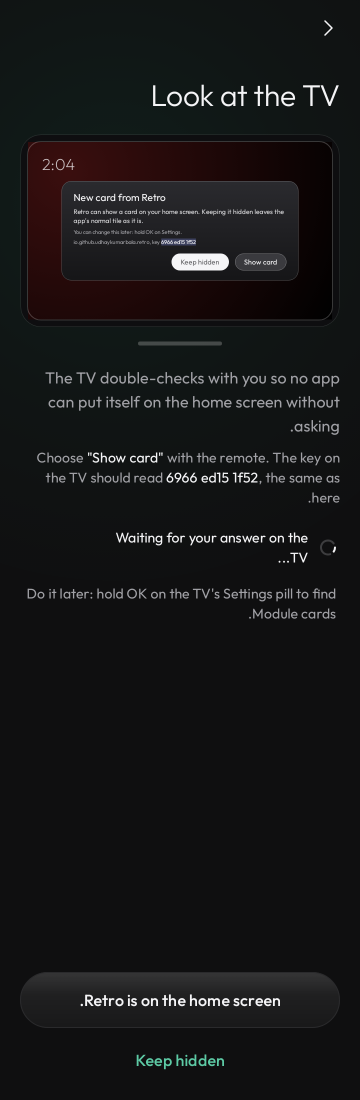 Look at the TV
2:04
New card from Retro
Retro can show a card on your home screen. Keeping it hidden leaves the
app's normal tile as it is.
You can change this later: hold OK on Settings.
io.github.udhaykumarbala.retro, key 6966 ed15 1f52
Keep hidden
Show card
The TV double-checks with you so no app
can put itself on the home screen without
.asking
Choose "Show card" with the remote. The key on
the TV should read 6966 ed15 1f52, the same as
.here
Waiting for your answer on the
...TV
Do it later: hold OK on the TV's Settings pill to find
.Module cards
.Retro is on the home screen
Keep hidden